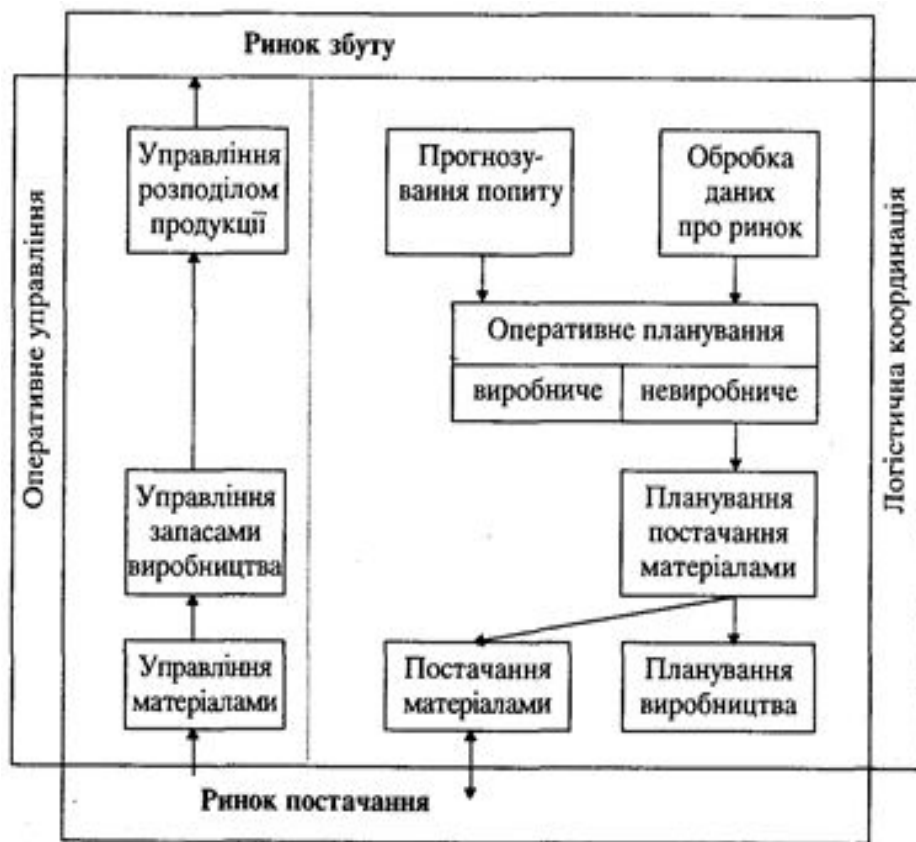 Ринок збуту
Оперативне управління
Управління
розподілом
продукції
Прогнозу-
вання попиту
Обробка
даних
про ринок
Логістична координація
Оперативне планування
виробниче
невиробниче
Управління
запасами
виробництва
Планування
постачання
матеріалами
Управління
матеріалами
Постачання
матеріалами
Планування
виробництва
Ринок постачання